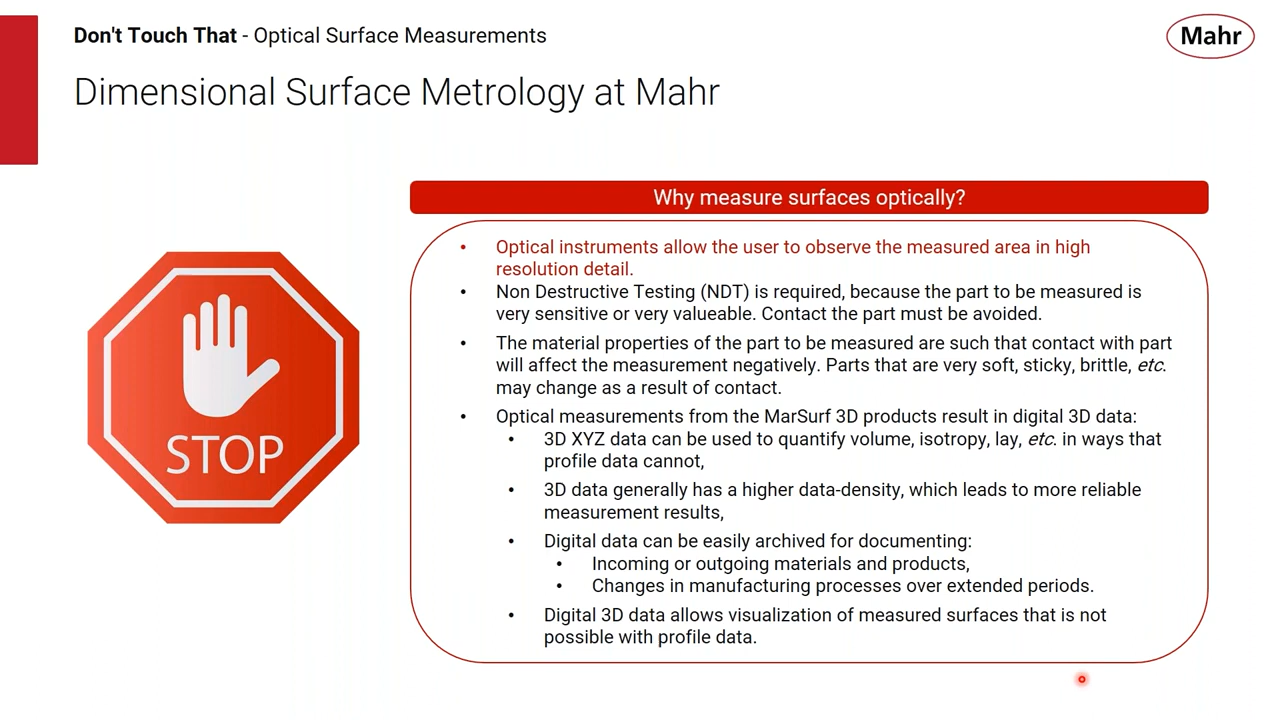 Don't Touch That - Optical Surface Measurements
Mahr
Dimensional Surface Metrology at Mahr
Why measure surfaces optically?
• Optical instruments allow the user to observe the measured area in high
resolution detail.
• Non Destructive Testing (NDT) is required, because the part to be measured is
very sensitive or very valueable. Contact the part must be avoided.
• The material properties of the part to be measured are such that contact with part
will affect the measurement negatively. Parts that are very soft, sticky, brittle, etc.
may change as a result of contact.
• Optical measurements from the MarSurf 3D products result in digital 3D data:
• 3D XYZ data can be used to quantify volume, isotropy, lay, etc. in ways that
profile data cannot,
• 3D data generally has a higher data-density, which leads to more reliable
measurement results,
• Digital data can be easily archived for documenting:
• Incoming or outgoing materials and products,
• Changes in manufacturing processes over extended periods.
• Digital 3D data allows visualization of measured surfaces that is not
possible with profile data.
STOP